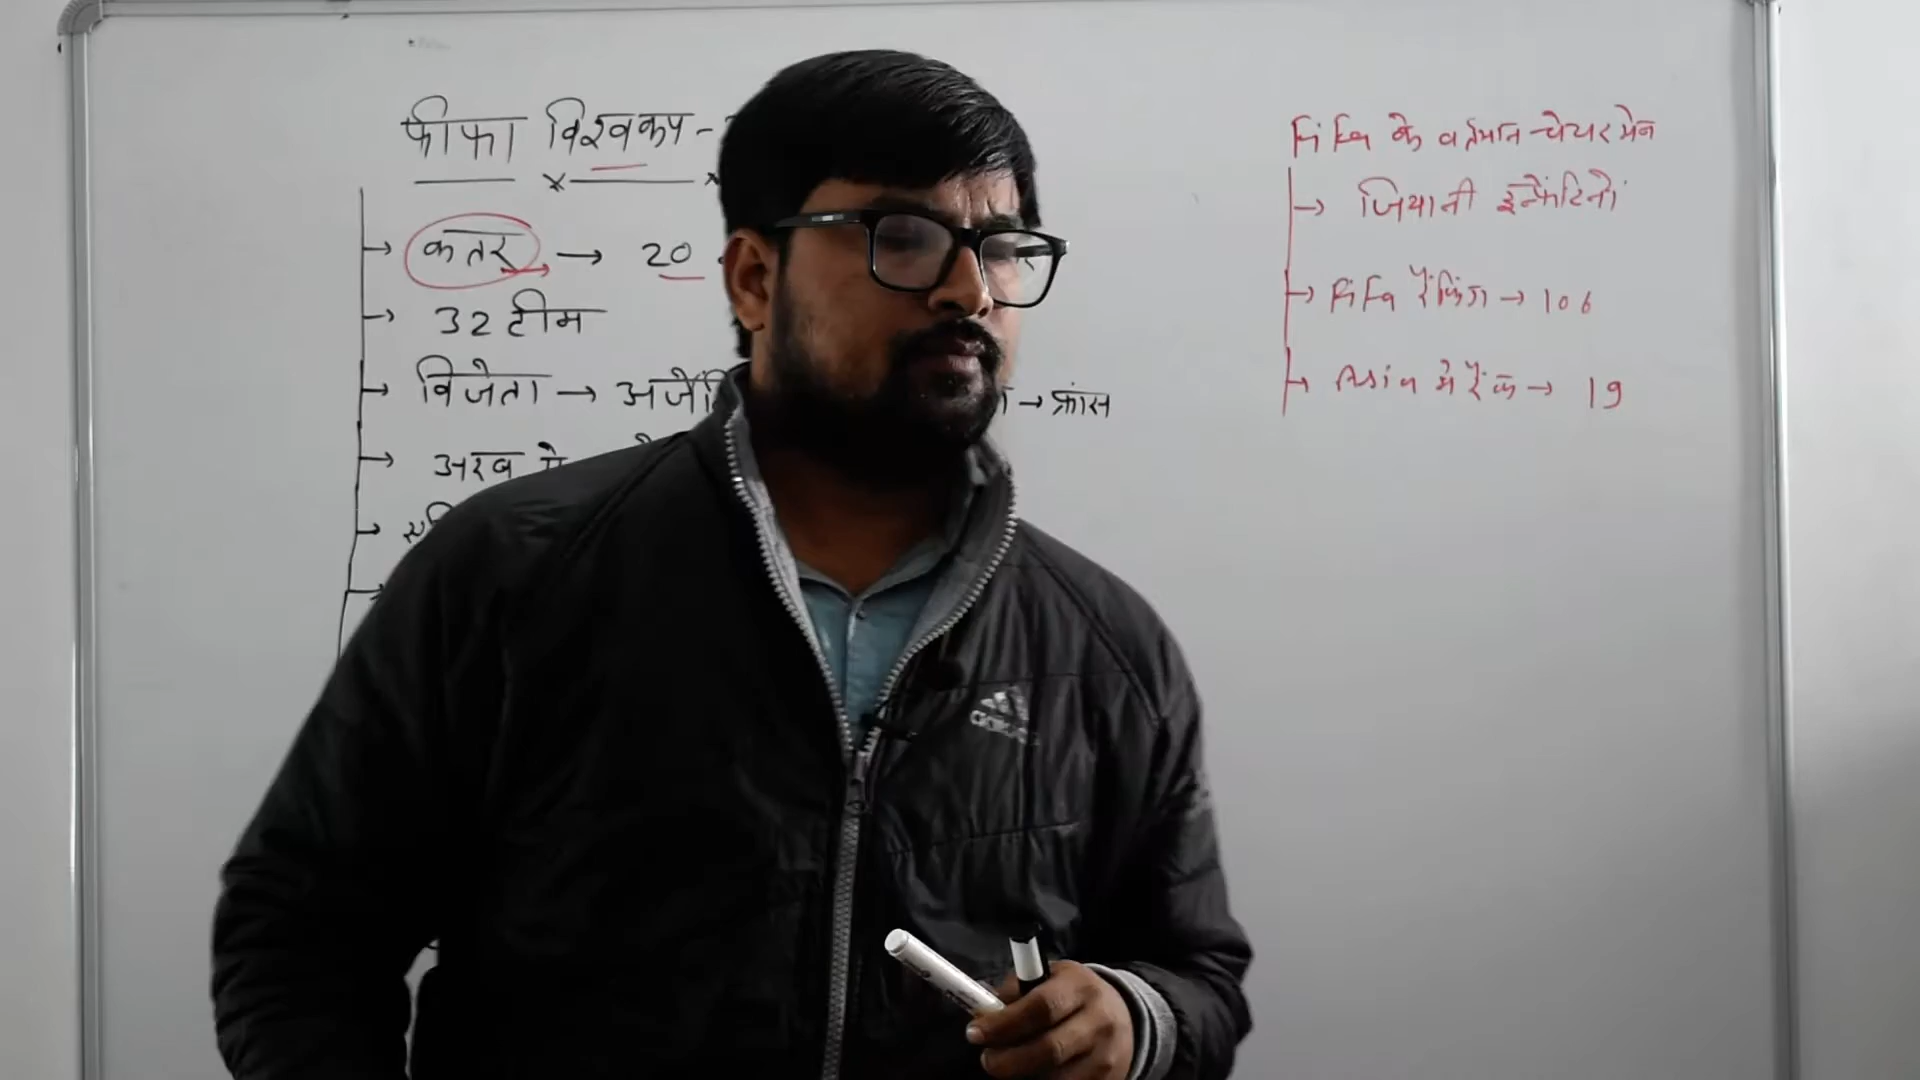 फीफा विश्वकप -
कतर → 20
→ 32 टीम
→ विजेता → अर्जें → फ्रांस
→ अरब में
FiFa के वर्तमान चेयरमेन
→ जियानी इन्फेंटिनों
→ FiFa रैंकिंग → 106
→ Asia मे रैंक → 19
adidas